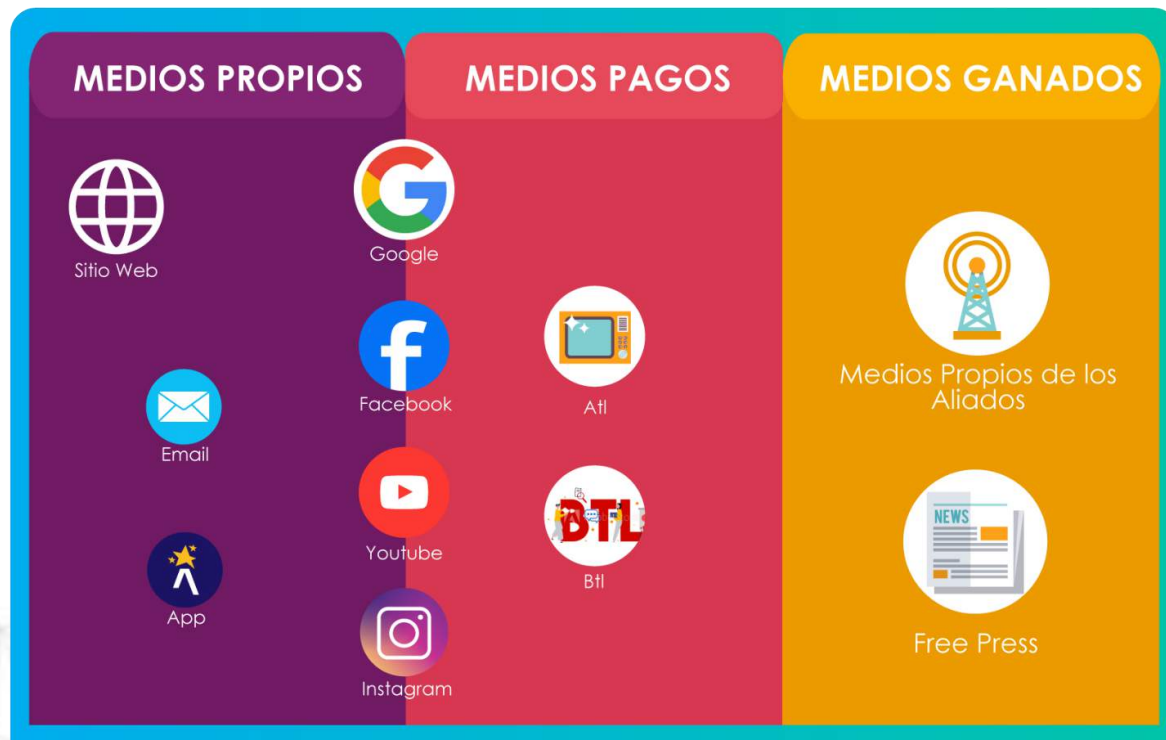 MEDIOS PROPIOS
MEDIOS PAGOS
MEDIOS GANADOS
Sitio Web
Google
Email
Facebook
Atl
Medios Propios de los
Aliados
App
Youtube
BTL
Btl
NEWS
Free Press
Instagram